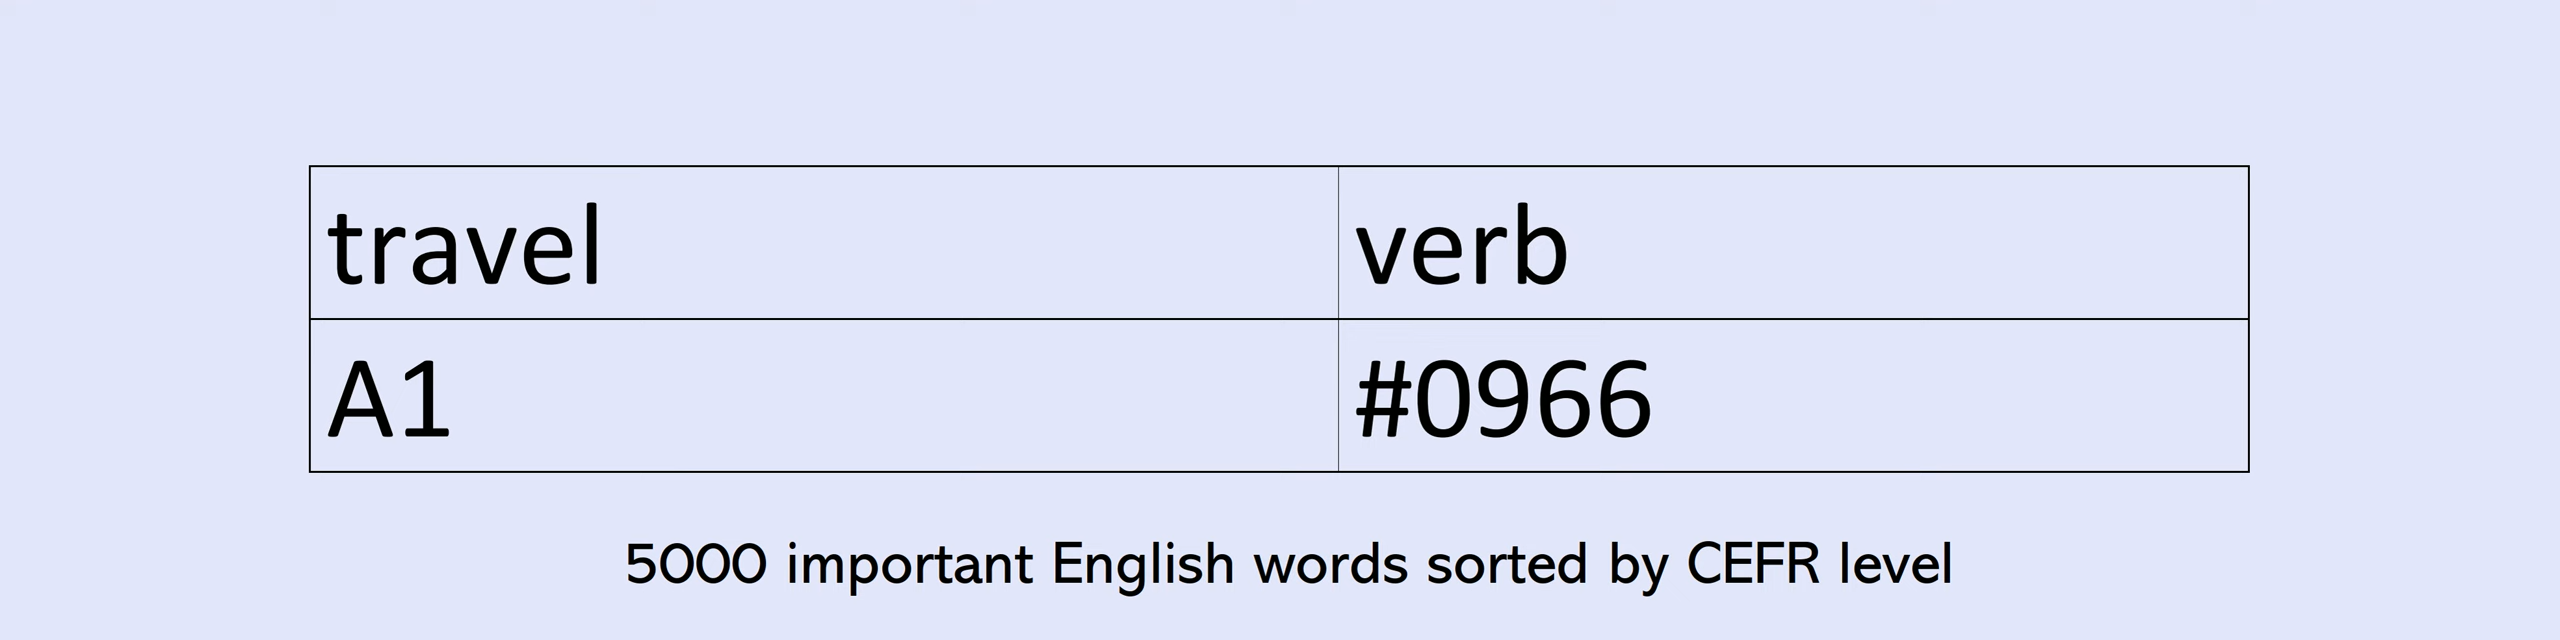 travel verb
A1 #0966
5000 important English words sorted by CEFR level